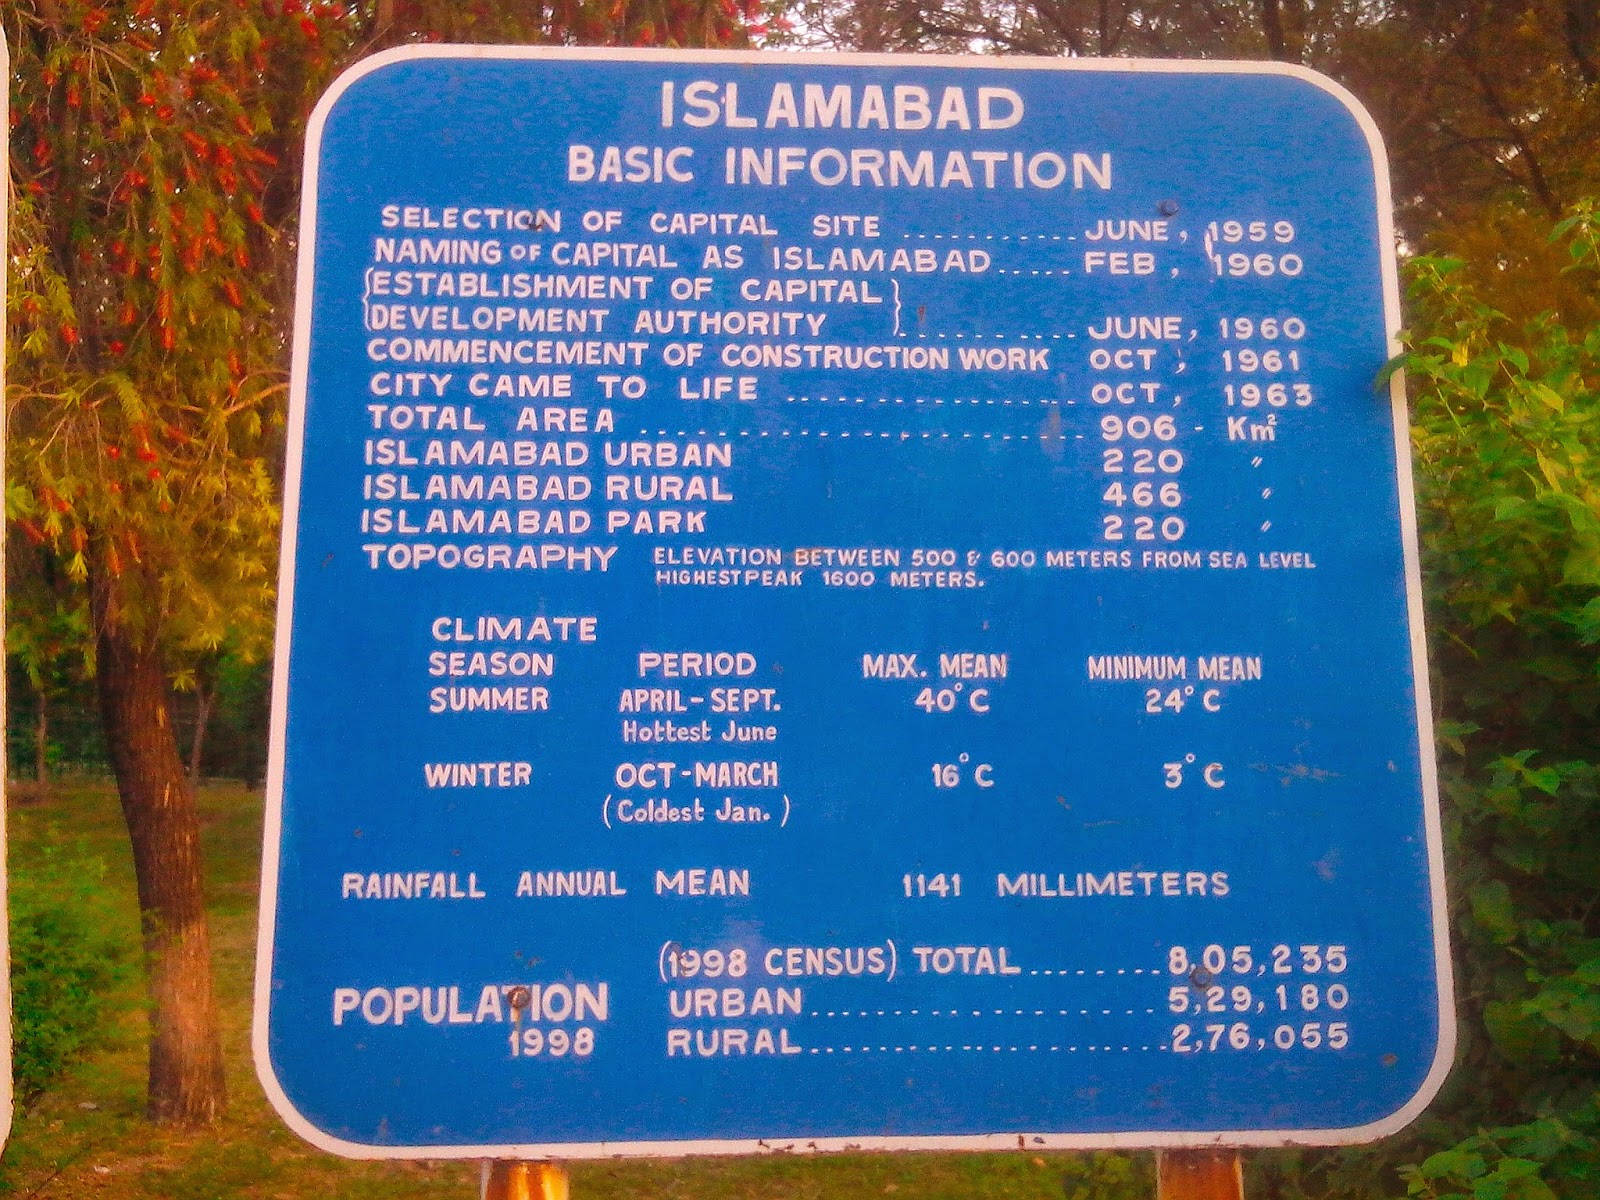 ISLAMABAD
BASIC INFORMATION
SELECTION OF CAPITAL SITE ............ JUNE, 1959
NAMING OF CAPITAL AS ISLAMABAD ..... FEB, 1960
{ESTABLISHMENT OF CAPITAL}
{DEVELOPMENT AUTHORITY} ............ JUNE, 1960
COMMENCEMENT OF CONSTRUCTION WORK OCT, 1961
CITY CAME TO LIFE .................... OCT, 1963
TOTAL AREA ............................... 906 - Km²
ISLAMABAD URBAN 220 "
ISLAMABAD RURAL 466 "
ISLAMABAD PARK 220 "
TOPOGRAPHY ELEVATION BETWEEN 500 & 600 METERS FROM SEA LEVEL
HIGHEST PEAK 1600 METERS.
CLIMATE
SEASON PERIOD MAX. MEAN MINIMUM MEAN
SUMMER APRIL-SEPT. 40°C 24°C
Hottest June
WINTER OCT-MARCH 16°C 3°C
(Coldest Jan.)
RAINFALL ANNUAL MEAN 1141 MILLIMETERS
(1998 CENSUS) TOTAL ........ 8,05,235
POPULATION URBAN ..................... 5,29,180
1998 RURAL ...................... 2,76,055